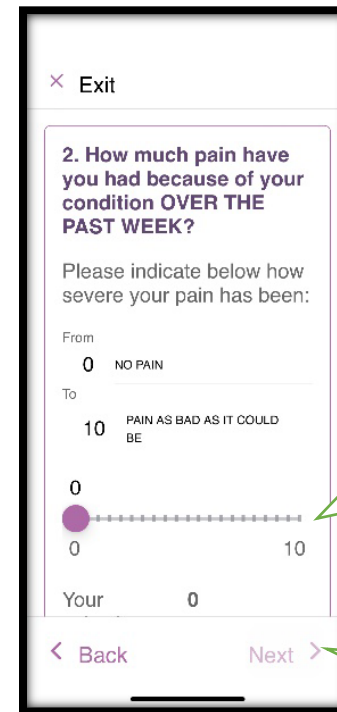 × Exit
2. How much pain have
you had because of your
condition OVER THE
PAST WEEK?
Please indicate below how
severe your pain has been:
From
0 NO PAIN
To
10 PAIN AS BAD AS IT COULD
BE
0
0 10
Your 0
< Back Next >